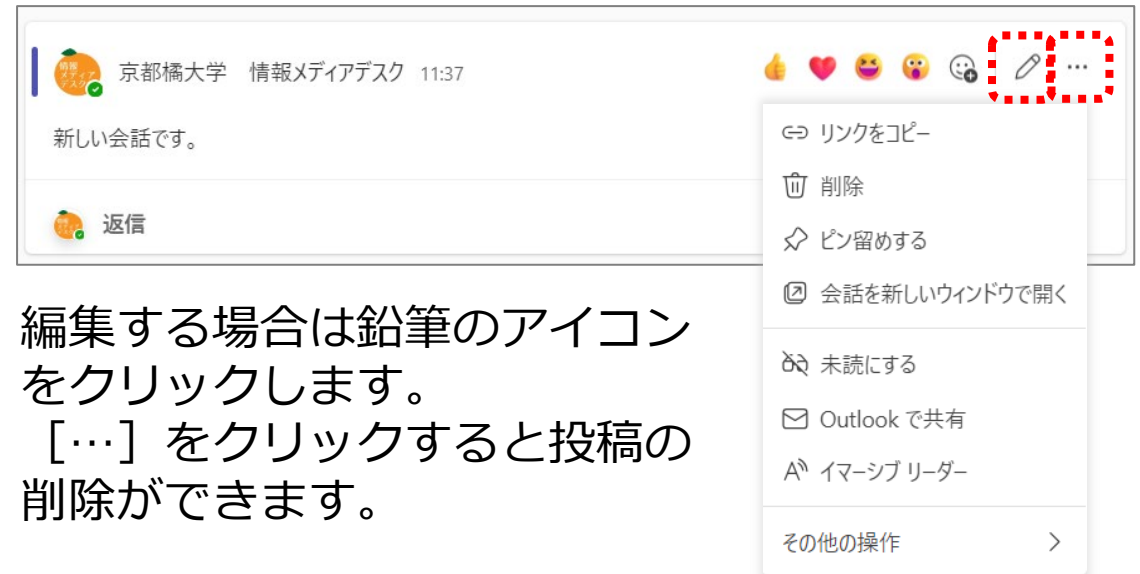 京都橘大学 情報メディアデスク 11:37
新しい会話です。
返信
リンクをコピー
削除
ピン留めする
会話を新しいウィンドウで開く
未読にする
Outlook で共有
イマーシブ リーダー
その他の操作
編集する場合は鉛筆のアイコン
をクリックします。
[…] をクリックすると投稿の
削除ができます。